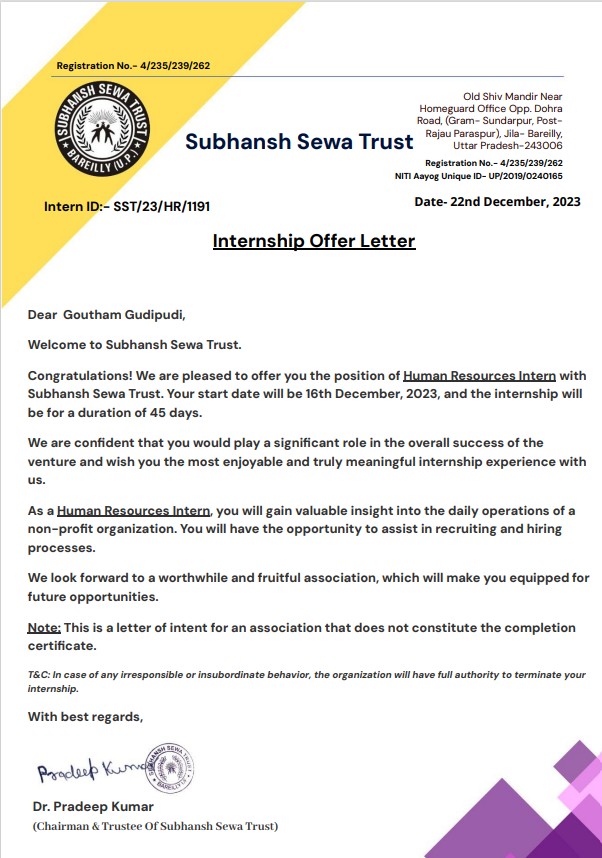 Registration No.- 4/235/239/262
SUBHANSH SEWA TRUST
BAREILLY (U.P.)
Old Shiv Mandir Near
Homeguard Office Opp. Dohra
Road, (Gram- Sundarpur, Post-
Rajau Paraspur), Jila- Bareilly,
Uttar Pradesh-243006
Subhansh Sewa Trust
Registration No.- 4/235/239/262
NITI Aayog Unique ID- UP/2019/0240165
Intern ID:- SST/23/HR/1191
Date- 22nd December, 2023
Internship Offer Letter
Dear Goutham Gudipudi,
Welcome to Subhansh Sewa Trust.
Congratulations! We are pleased to offer you the position of Human Resources Intern with
Subhansh Sewa Trust. Your start date will be 16th December, 2023, and the internship will
be for a duration of 45 days.
We are confident that you would play a significant role in the overall success of the
venture and wish you the most enjoyable and truly meaningful internship experience with
us.
As a Human Resources Intern, you will gain valuable insight into the daily operations of a
non-profit organization. You will have the opportunity to assist in recruiting and hiring
processes.
We look forward to a worthwhile and fruitful association, which will make you equipped for
future opportunities.
Note: This is a letter of intent for an association that does not constitute the completion
certificate.
T&C: In case of any irresponsible or insubordinate behavior, the organization will have full authority to terminate your
internship.
With best regards,
Pradeep Kumar
SUBHANSH SEWA TRUST
Dr. Pradeep Kumar
(Chairman & Trustee Of Subhansh Sewa Trust)